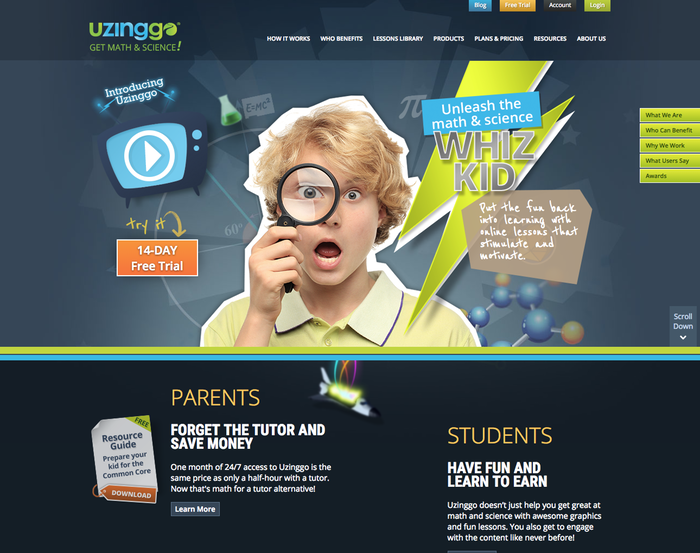 Blog
Free Trial
Account
Login
uzinggo
GET MATH & SCIENCE!
HOW IT WORKS
WHO BENEFITS
LESSONS LIBRARY
PRODUCTS
PLANS & PRICING
RESOURCES
ABOUT US
Introducing
Uzinggo
E=MC²
π
Unleash the
math & science
WHIZ
KID
What We Are
Who Can Benefit
Why We Work
What Users Say
Awards
Put the fun back
into learning with
online lessons that
stimulate and
motivate.
try it
14-DAY
Free Trial
60°
Scroll
Down
PARENTS
FORGET THE TUTOR AND
SAVE MONEY
One month of 24/7 access to Uzinggo is the
same price as only a half-hour with a tutor.
Now that's math for a tutor alternative!
Learn More
FREE
Resource
Guide
Prepare your
kid for the
Common Core
DOWNLOAD
STUDENTS
HAVE FUN AND
LEARN TO EARN
Uzinggo doesn't just help you get great at
math and science with awesome graphics
and fun lessons. You also get to engage
with the content like never before!